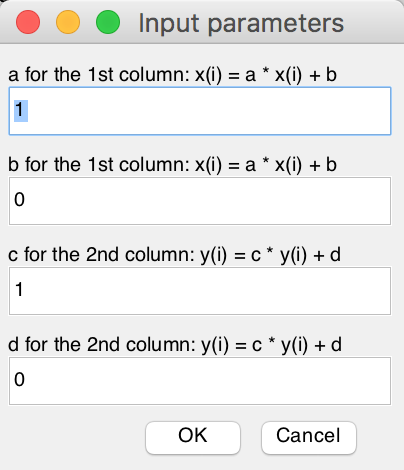 Input parameters
a for the 1st column: x(i) = a * x(i) + b
1
b for the 1st column: x(i) = a * x(i) + b
0
c for the 2nd column: y(i) = c * y(i) + d
1
d for the 2nd column: y(i) = c * y(i) + d
0
OK Cancel